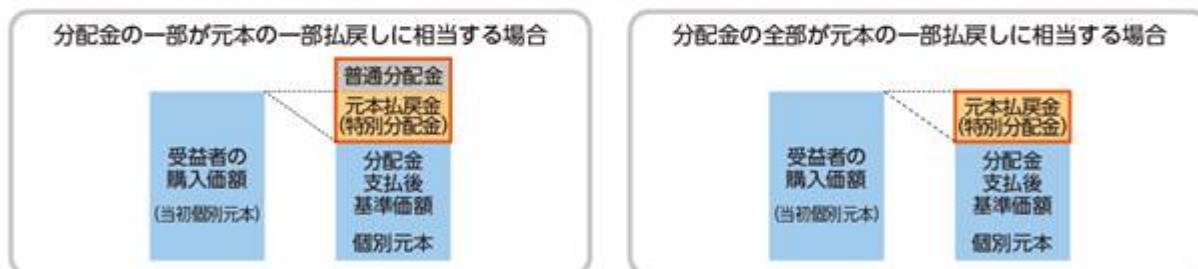 分配金の一部が元本の一部払戻しに相当する場合
普通分配金
元本払戻金
(特別分配金)
受益者の
購入価額
(当初個別元本)
分配金
支払後
基準価額
個別元本
分配金の全部が元本の一部払戻しに相当する場合
元本払戻金
(特別分配金)
受益者の
購入価額
(当初個別元本)
分配金
支払後
基準価額
個別元本